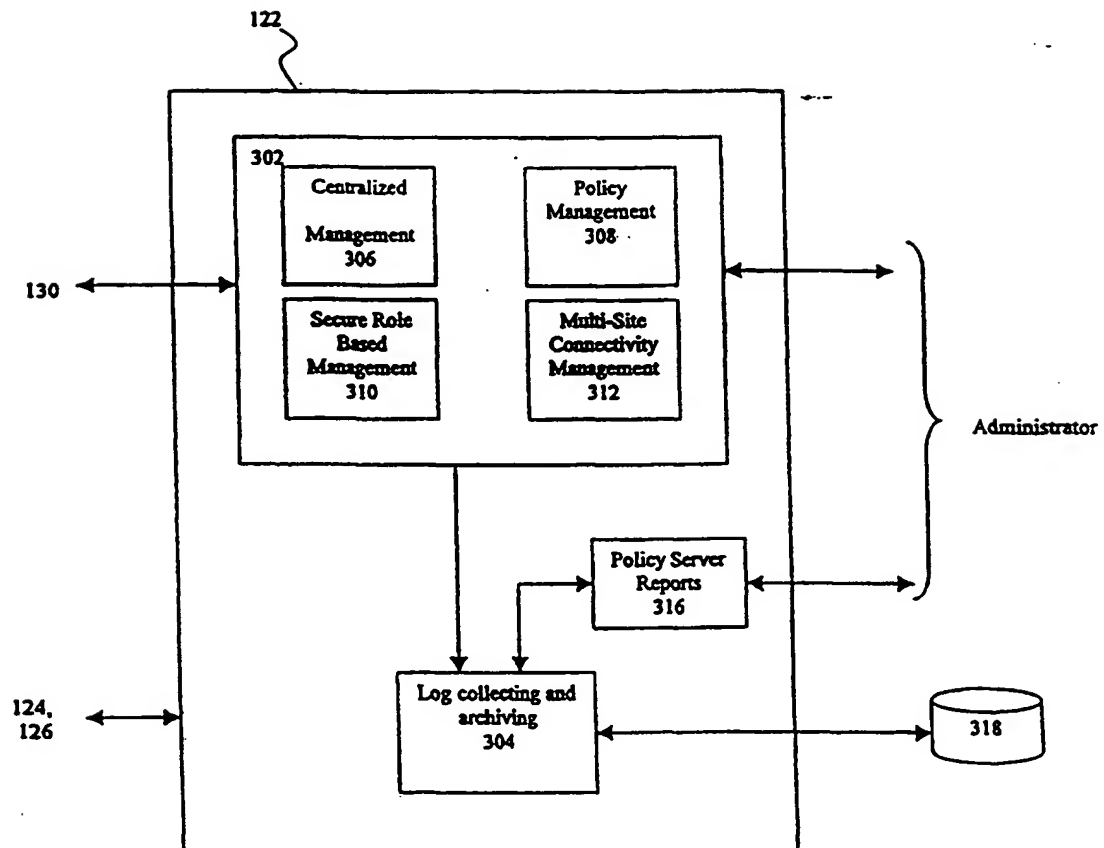 122
302
Centralized
Management
306
Policy
Management
308
130
Secure Role
Based
Management
310
Multi-Site
Connectivity
Management
312
Administrator
Policy Server
Reports
316
Log collecting and
archiving
304
124,
126
318